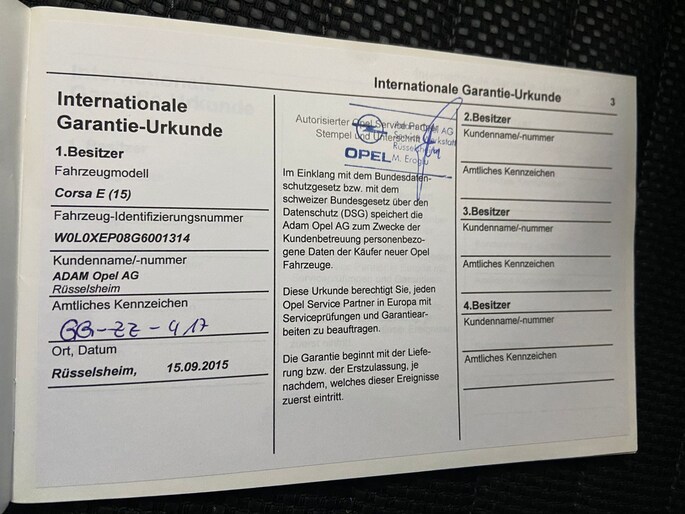 Internationale Garantie-Urkunde
3
Internationale
Garantie-Urkunde
1.Besitzer
Fahrzeugmodell
Corsa E (15)
Fahrzeug-Identifizierungsnummer
W0L0XEP08G6001314
Kundenname/-nummer
ADAM Opel AG
Rüsselsheim
Amtliches Kennzeichen
GG-ZZ-917
Ort, Datum
Rüsselsheim, 15.09.2015
Autorisierter Opel Service Partner
Stempel und Unterschrift
OPEL
AG
Rüsselsheim
M. Eroglu
Im Einklang mit dem Bundesdaten-
schutzgesetz bzw. mit dem
schweizer Bundesgesetz über den
Datenschutz (DSG) speichert die
Adam Opel AG zum Zwecke der
Kundenbetreuung personenbezo-
gene Daten der Käufer neuer Opel
Fahrzeuge.
Diese Urkunde berechtigt Sie, jeden
Opel Service Partner in Europa mit
Serviceprüfungen und Garantiear-
beiten zu beauftragen.
Die Garantie beginnt mit der Liefe-
rung bzw. der Erstzulassung, je
nachdem, welches dieser Ereignisse
zuerst eintritt.
2.Besitzer
Kundenname/-nummer
Amtliches Kennzeichen
3.Besitzer
Kundenname/-nummer
Amtliches Kennzeichen
4.Besitzer
Kundenname/-nummer
Amtliches Kennzeichen